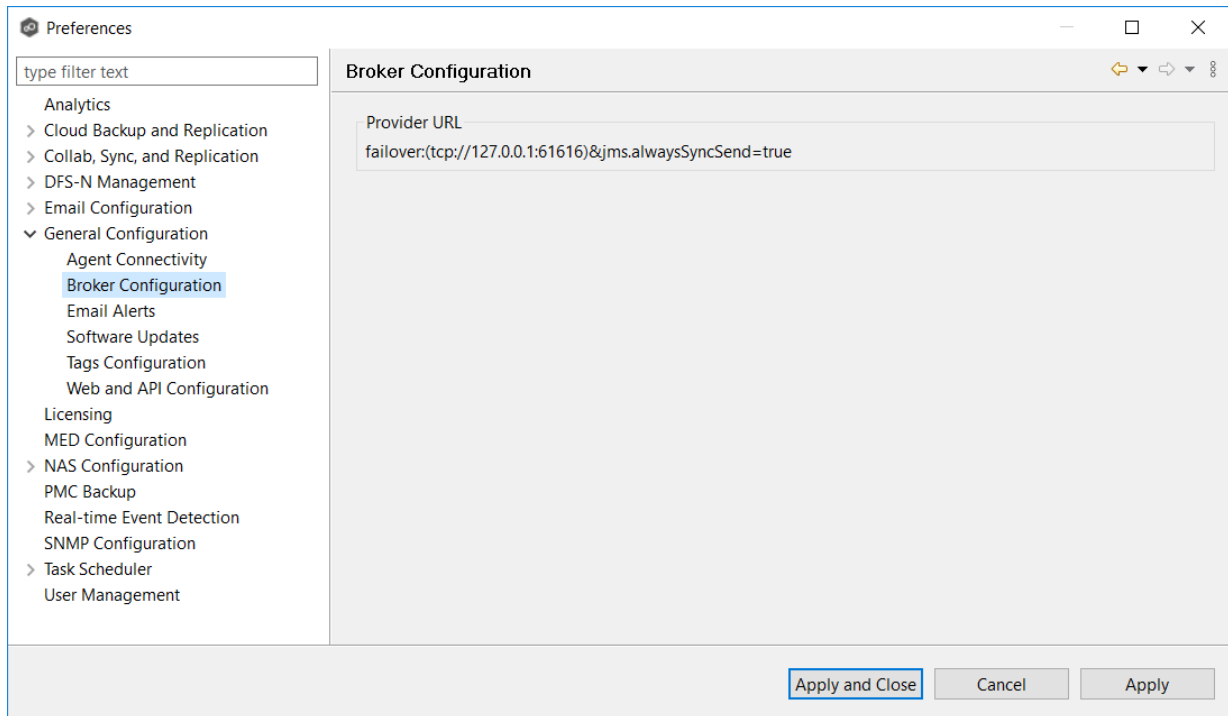 Preferences
type filter text
Analytics
Cloud Backup and Replication
Collab, Sync, and Replication
DFS-N Management
Email Configuration
General Configuration
Agent Connectivity
Broker Configuration
Email Alerts
Software Updates
Tags Configuration
Web and API Configuration
Licensing
MED Configuration
NAS Configuration
PMC Backup
Real-time Event Detection
SNMP Configuration
Task Scheduler
User Management
Broker Configuration
Provider URL
failover:(tcp://127.0.0.1:61616)&jms.alwaysSyncSend=true
Apply and Close
Cancel
Apply